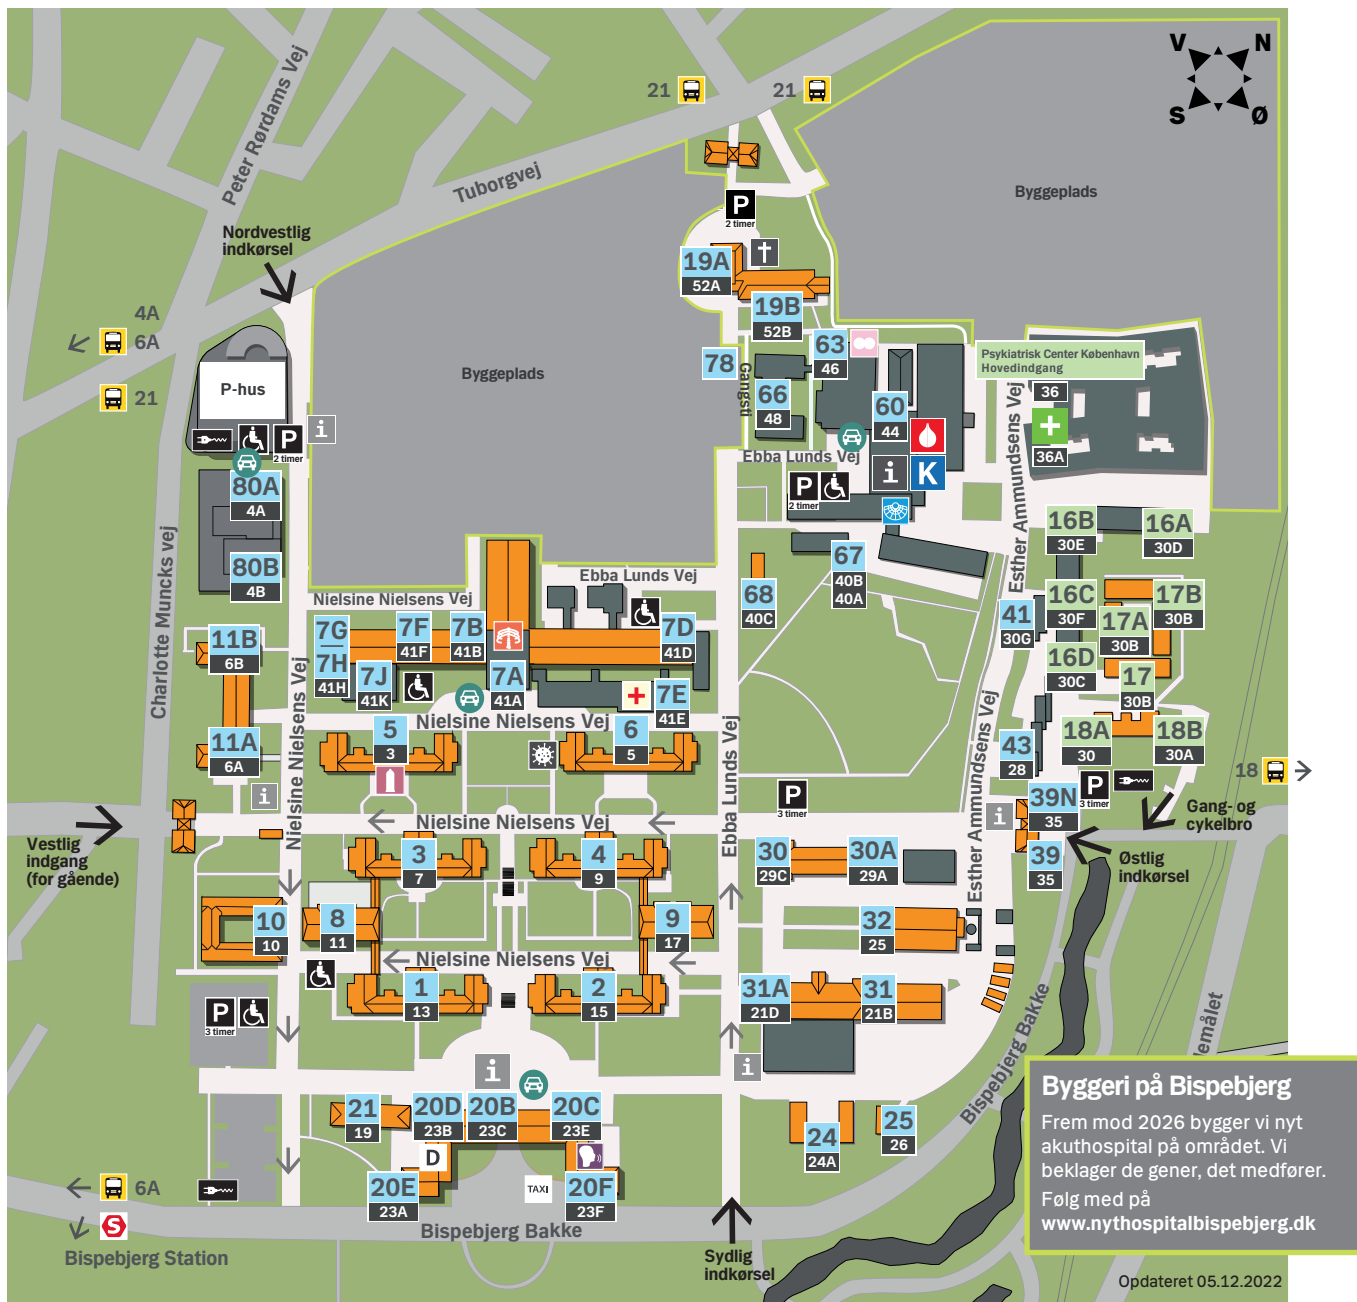 V
N
S
Ø
21
21
Peter Rørdams Vej
Tuborgvej
Byggeplads
Nordvestlig
indkørsel
P
2 timer
19A
52A
19B
52B
4A
6A
21
P-hus
P
2 timer
i
Byggeplads
78
Gangsti
63
46
66
48
60
44
Psykiatrisk Center København
Hovedindgang
36
36A
Ebba Lunds Vej
P
2 timer
i
K
Esther Ammundsens Vej
80A
4A
80B
4B
Charlotte Muncks vej
Nielsine Nielsens Vej
Ebba Lunds Vej
16B
30E
16A
30D
67
40B
40A
68
40C
16C
30F
17B
30B
17A
30B
41
30G
16D
30C
17
30B
11B
6B
7G
7H
41H
7F
41F
7B
41B
7D
41D
7J
41K
7A
41A
7E
41E
Nielsine Nielsens Vej
Nielsine Nielsens Vej
5
3
6
5
11A
6A
i
Ebba Lunds Vej
Esther Ammundsens Vej
43
28
18A
30
18B
30A
18
P
3 timer
P
3 timer
i
39N
35
Gang- og
cykelbro
Vestlig
indgang
(for gående)
Nielsine Nielsens Vej
3
7
4
9
30
29C
30A
29A
39
35
Østlig
indkørsel
10
10
8
11
9
17
32
25
Nielsine Nielsens Vej
1
13
2
15
31A
21D
31
21B
P
3 timer
i
i
Bispebjerg Bakke
lemålet
21
19
20D
23B
20B
23C
20C
23E
D
20E
23A
TAXI
20F
23F
24
24A
25
26
6A
S
Bispebjerg Station
Bispebjerg Bakke
Sydlig
indkørsel
Byggeri på Bispebjerg
Frem mod 2026 bygger vi nyt
akuthospital på området. Vi
beklager de gener, det medfører.
Følg med på
www.nythospitalbispebjerg.dk
Opdateret 05.12.2022